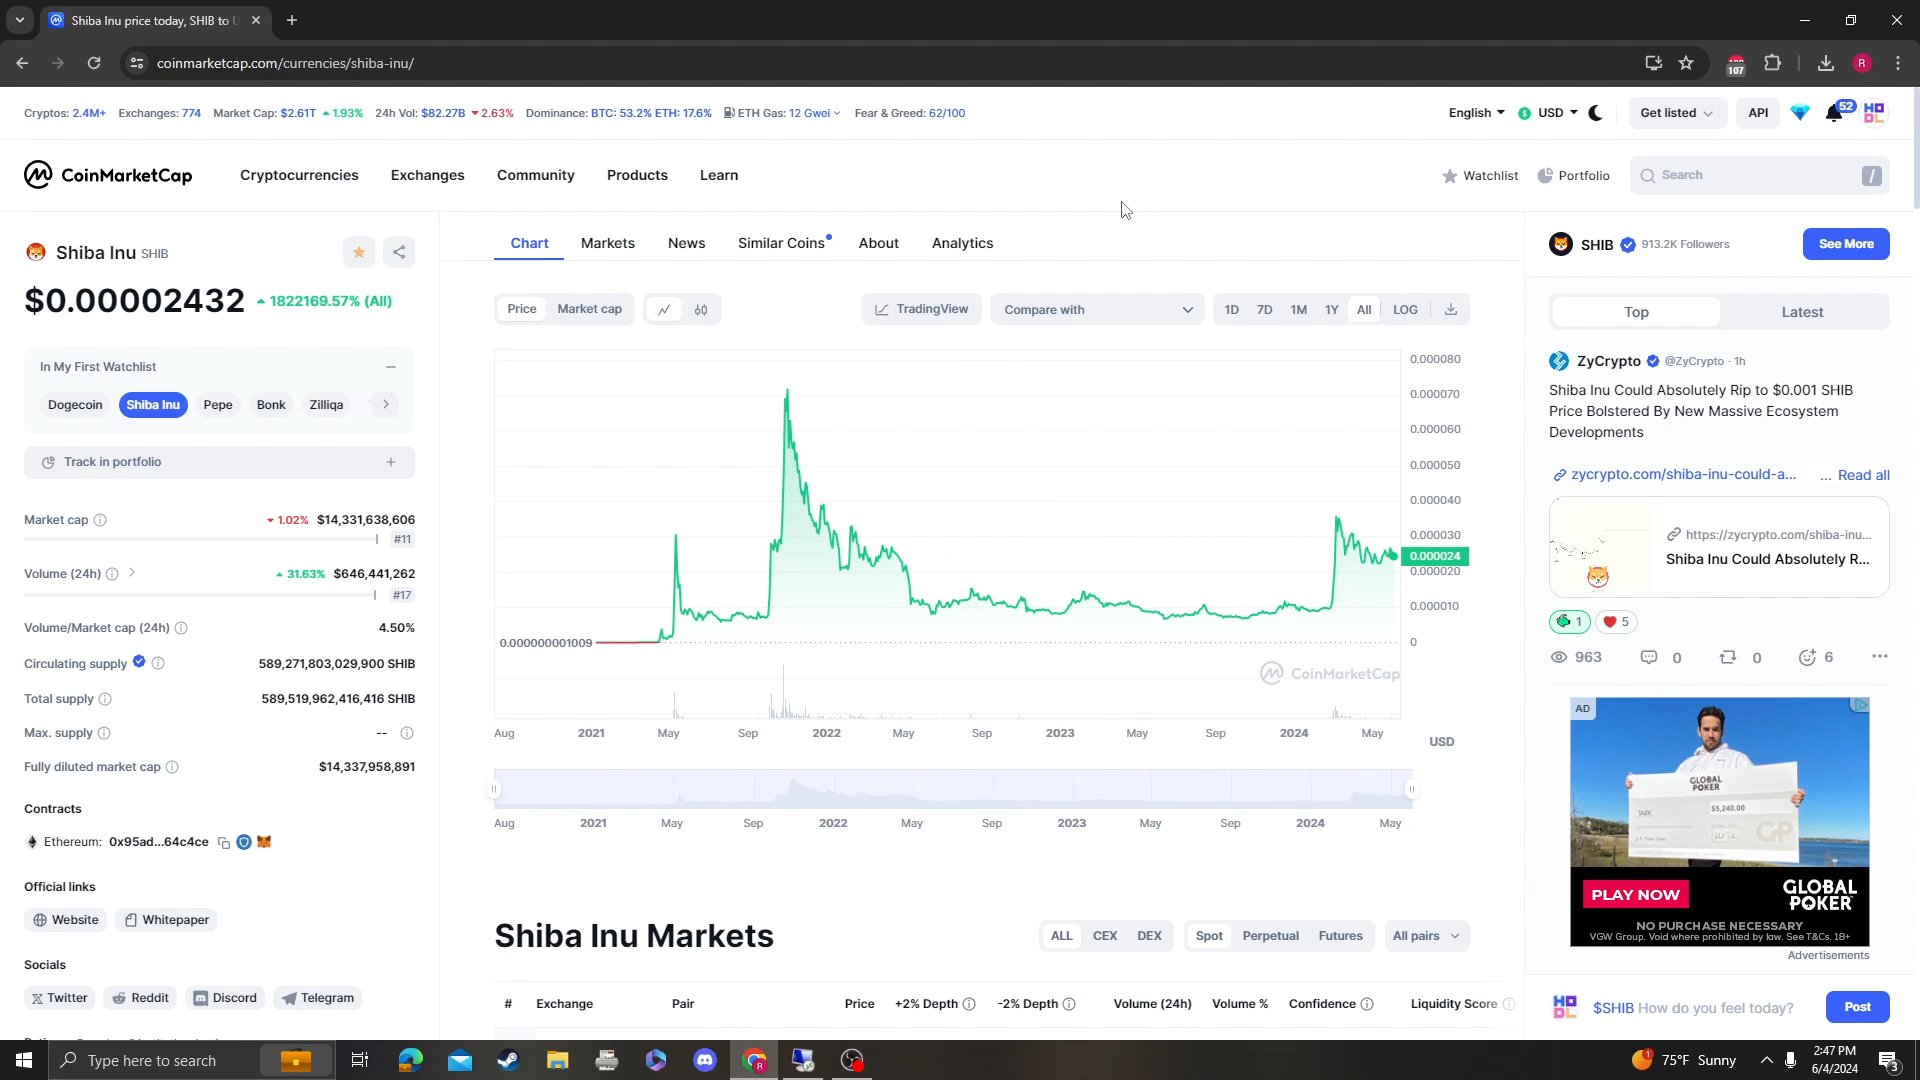 Shiba Inu price today, SHIB to U
coinmarketcap.com/currencies/shiba-inu/
107
R
Cryptos: 2.4M+ Exchanges: 774 Market Cap: $2.61T 1.93% 24h Vol: $82.27B 2.63% Dominance: BTC: 53.2% ETH: 17.6% ETH Gas: 12 Gwei Fear & Greed: 62/100
English USD Get listed API 52
CoinMarketCap Cryptocurrencies Exchanges Community Products Learn
Watchlist Portfolio Search /
Shiba Inu SHIB
$0.00002432 1822169.57% (All)
In My First Watchlist
Dogecoin Shiba Inu Pepe Bonk Zilliqa
Track in portfolio +
Market cap 1.02% $14,331,638,606
#11
Volume (24h) 31.63% $646,441,262
#17
Volume/Market cap (24h) 4.50%
Circulating supply 589,271,803,029,900 SHIB
Total supply 589,519,962,416,416 SHIB
Max. supply --
Fully diluted market cap $14,337,958,891
Contracts
Ethereum: 0x95ad...64c4ce
Official links
Website Whitepaper
Socials
Twitter Reddit Discord Telegram
Chart Markets News Similar Coins About Analytics
Price Market cap TradingView Compare with 1D 7D 1M 1Y All LOG
0.000080
0.000070
0.000060
0.000050
0.000040
0.000030
0.000024
0.000020
0.000010
0.000000001009 0
CoinMarketCap
Aug 2021 May Sep 2022 May Sep 2023 May Sep 2024 May
USD
Aug 2021 May Sep 2022 May Sep 2023 May Sep 2024 May
Shiba Inu Markets ALL CEX DEX Spot Perpetual Futures All pairs
# Exchange Pair Price +2% Depth -2% Depth Volume (24h) Volume % Confidence Liquidity Score
SHIB 913.2K Followers See More
Top Latest
ZyCrypto @ZyCrypto · 1h
Shiba Inu Could Absolutely Rip to $0.001 SHIB
Price Bolstered By New Massive Ecosystem
Developments
zycrypto.com/shiba-inu-could-a... ... Read all
https://zycrypto.com/shiba-inu...
Shiba Inu Could Absolutely R...
1 5
963 0 0 6
AD
GLOBAL
POKER
$5,240.00
GP
PLAY NOW
GLOBAL
POKER
NO PURCHASE NECESSARY
VGW Group. Void where prohibited by law. See T&Cs. 18+
Advertisements
$SHIB How do you feel today? Post
Type here to search
75°F Sunny
2:47 PM
6/4/2024
3